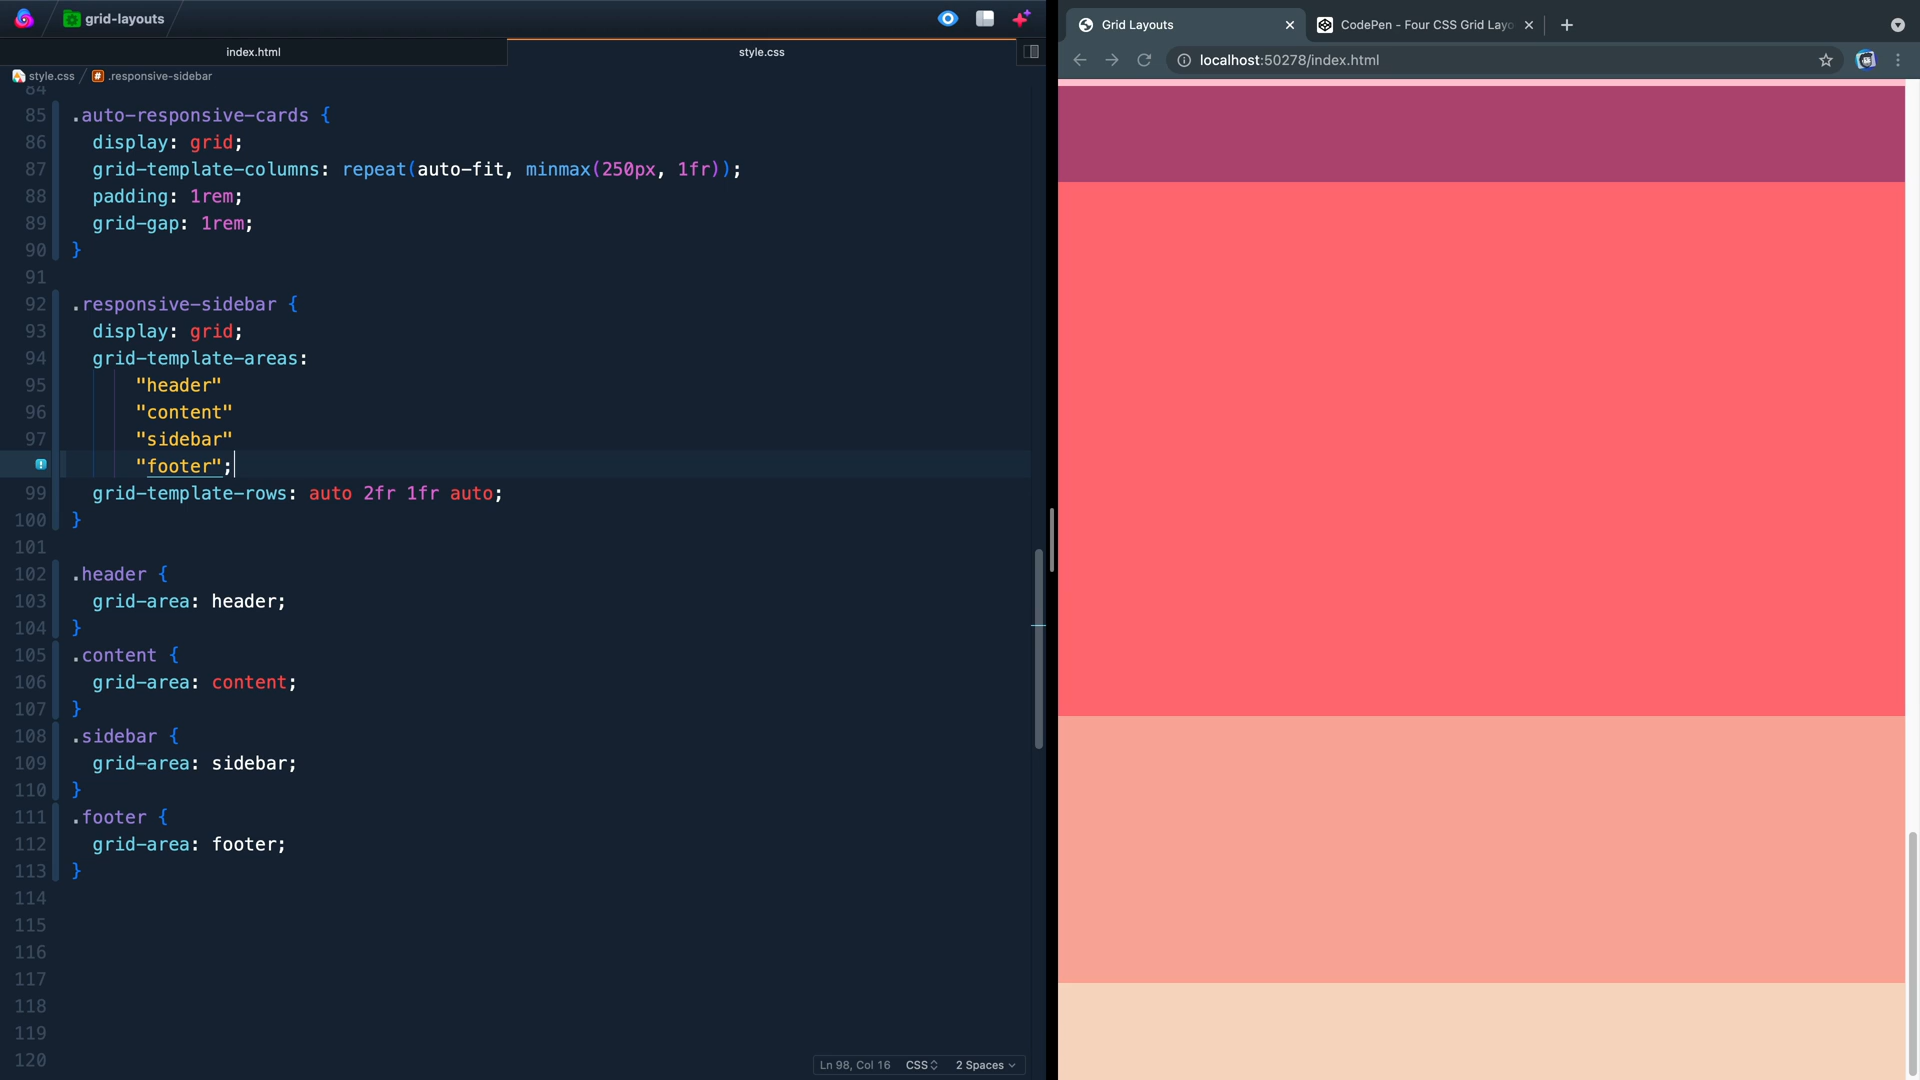 grid-layouts
index.html
style.css
style.css
.responsive-sidebar
84
85 .auto-responsive-cards {
86 display: grid;
87 grid-template-columns: repeat(auto-fit, minmax(250px, 1fr));
88 padding: 1rem;
89 grid-gap: 1rem;
90 }
91
92 .responsive-sidebar {
93 display: grid;
94 grid-template-areas:
95 "header"
96 "content"
97 "sidebar"
"footer";
99 grid-template-rows: auto 2fr 1fr auto;
100 }
101
102 .header {
103 grid-area: header;
104 }
105 .content {
106 grid-area: content;
107 }
108 .sidebar {
109 grid-area: sidebar;
110 }
111 .footer {
112 grid-area: footer;
113 }
114
115
116
117
118
119
120
Ln 98, Col 16 CSS 2 Spaces
Grid Layouts
CodePen - Four CSS Grid Layo
localhost:50278/index.html